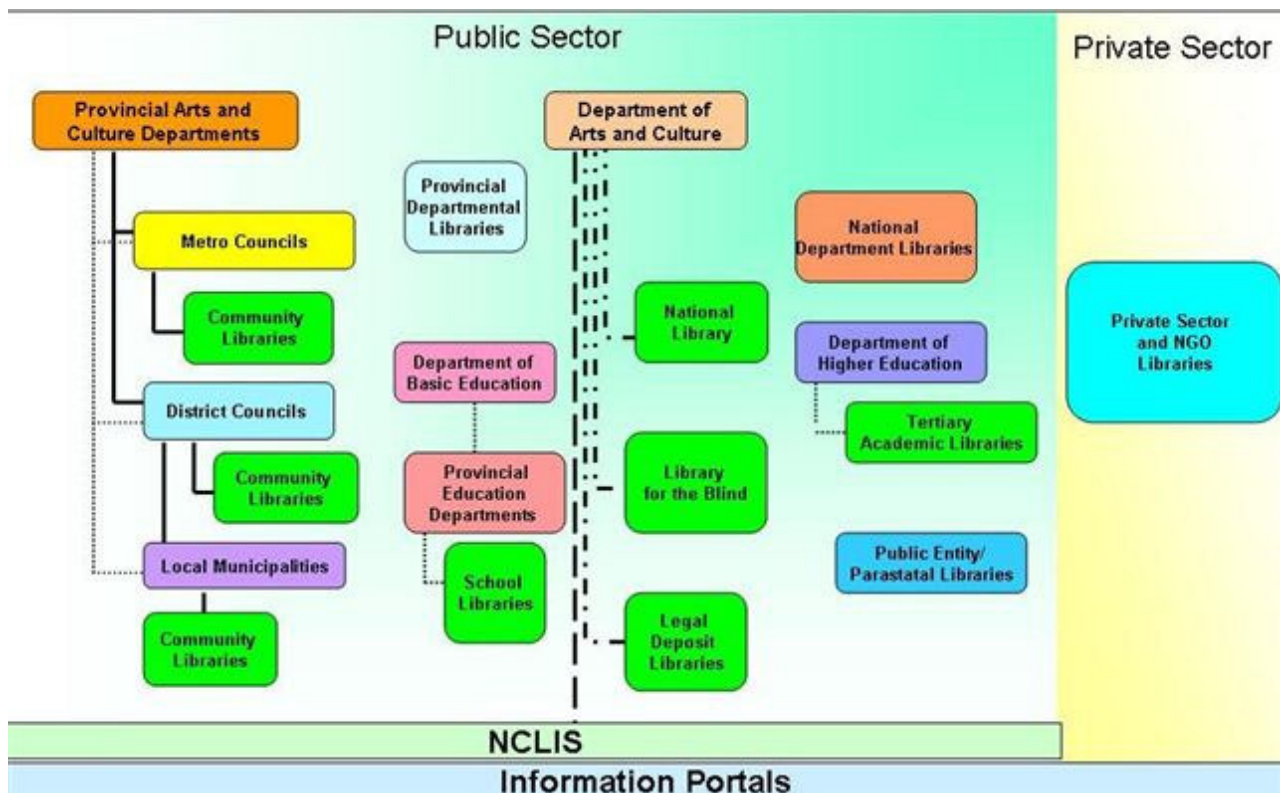 Public Sector
Private Sector
Provincial Arts and
Culture Departments
Department of
Arts and Culture
Provincial
Departmental
Libraries
National
Department Libraries
Metro Councils
Community
Libraries
National
Library
Private Sector
and NGO
Libraries
Department of
Basic Education
Department of
Higher Education
District Councils
Tertiary
Academic Libraries
Community
Libraries
Provincial
Education
Departments
Library
for the Blind
Local Municipalities
Public Entity/
Parastatal Libraries
School
Libraries
Community
Libraries
Legal
Deposit
Libraries
NCLIS
Information Portals